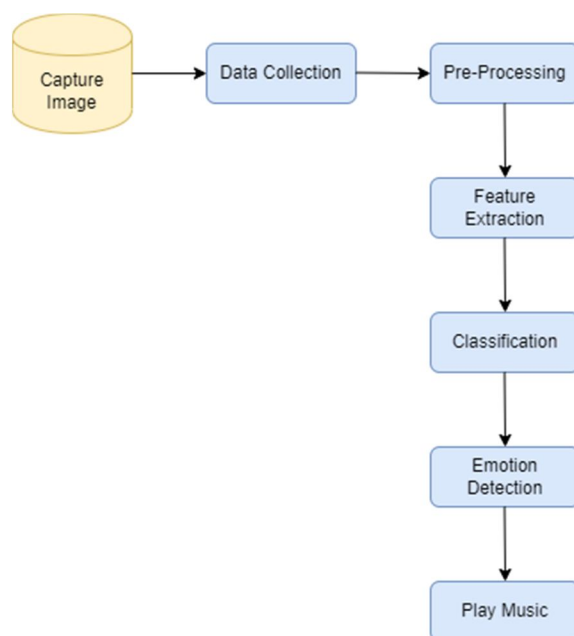 Capture
Image
Data Collection
Pre-Processing
Feature
Extraction
Classification
Emotion
Detection
Play Music